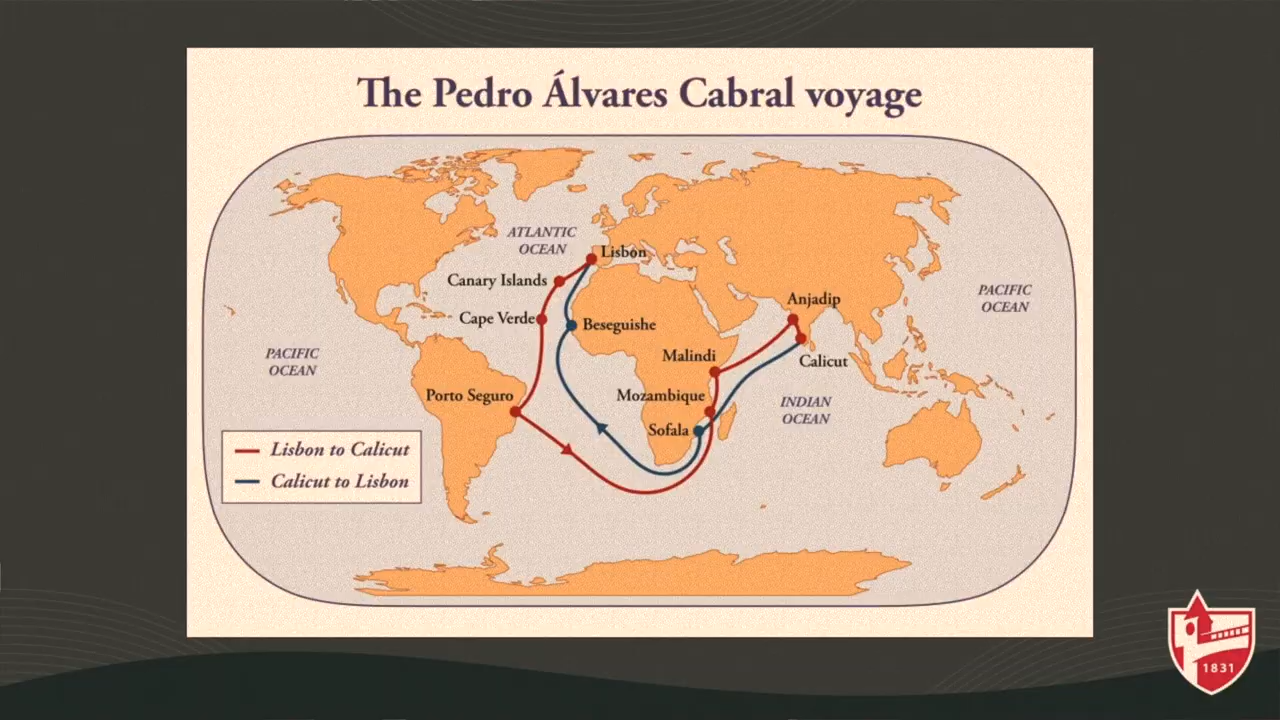 The Pedro Álvares Cabral voyage
ATLANTIC
OCEAN
Lisbon
Canary Islands
Cape Verde
Beseguishe
Anjadip
PACIFIC
OCEAN
PACIFIC
OCEAN
Malindi
Calicut
Porto Seguro
Mozambique
INDIAN
OCEAN
Sofala
Lisbon to Calicut
Calicut to Lisbon
1831